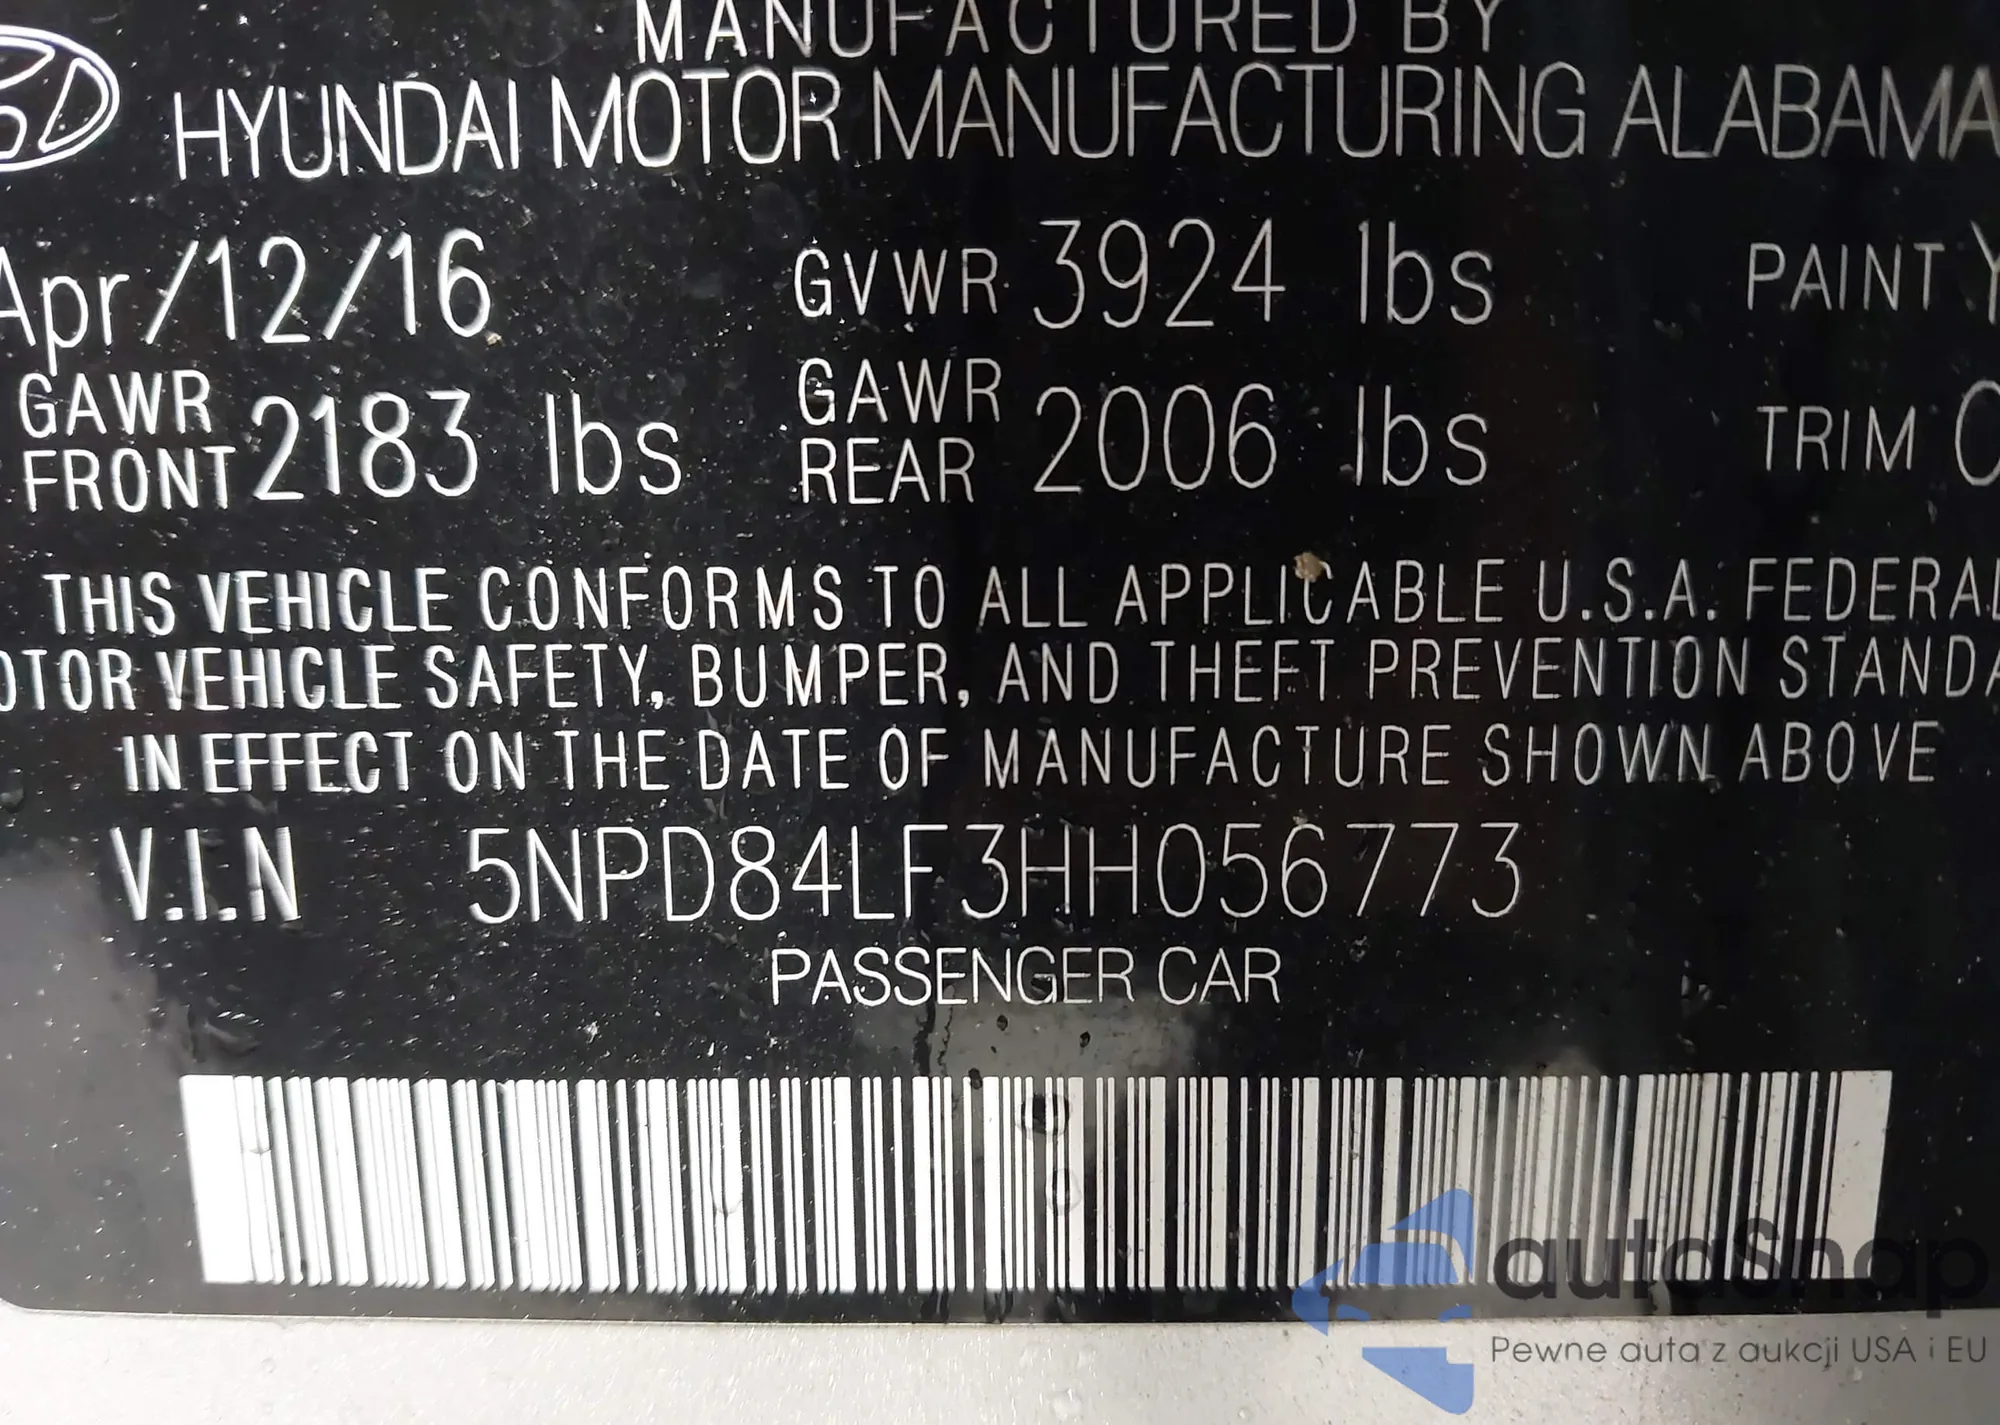 MANUFACTURED BY
HYUNDAI MOTOR MANUFACTURING ALABAMA
Apr/12/16 GVWR 3924 lbs PAINT Y
GAWR FRONT 2183 lbs GAWR REAR 2006 lbs TRIM
THIS VEHICLE CONFORMS TO ALL APPLICABLE U.S.A. FEDERAL
OTOR VEHICLE SAFETY, BUMPER, AND THEFT PREVENTION STANDA
IN EFFECT ON THE DATE OF MANUFACTURE SHOWN ABOVE
V.I.N 5NPD84LF3HH056773
PASSENGER CAR
autoSnap
Pewne auta z aukcji USA i EU